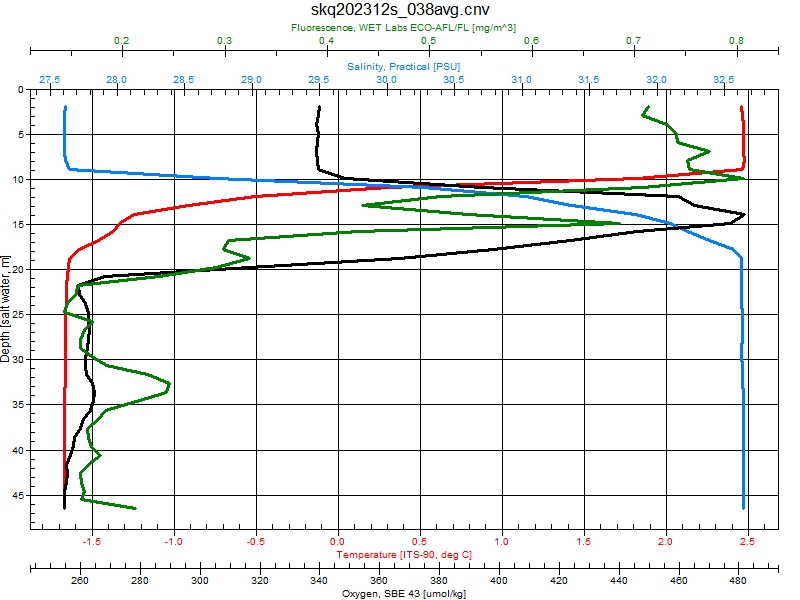 skq202312s_038avg.cnv
Fluorescence, WET Labs ECO-AFL/FL [mg/m^3]
0.2 0.3 0.4 0.5 0.6 0.7 0.8
Salinity, Practical [PSU]
27.5 28.0 28.5 29.0 29.5 30.0 30.5 31.0 31.5 32.0 32.5
0
5
10
15
20
25
30
35
40
45
Depth [salt water, m]
-1.5 -1.0 -0.5 0.0 0.5 1.0 1.5 2.0 2.5
Temperature [ITS-90, deg C]
260 280 300 320 340 360 380 400 420 440 460 480
Oxygen, SBE 43 [umol/kg]